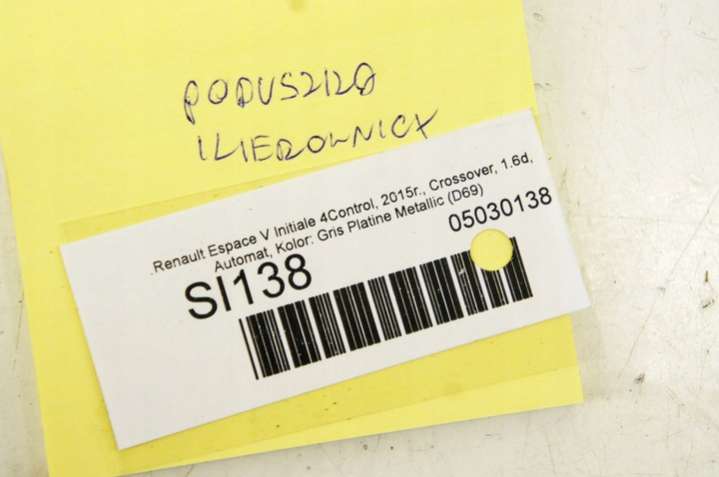 PODUSZKA
KIEROWNICY
Renault Espace V Initiale 4Control, 2015r., Crossover, 1.6d,
Automat, Kolor: Gris Platine Metallic (D69)
05030138
SI138